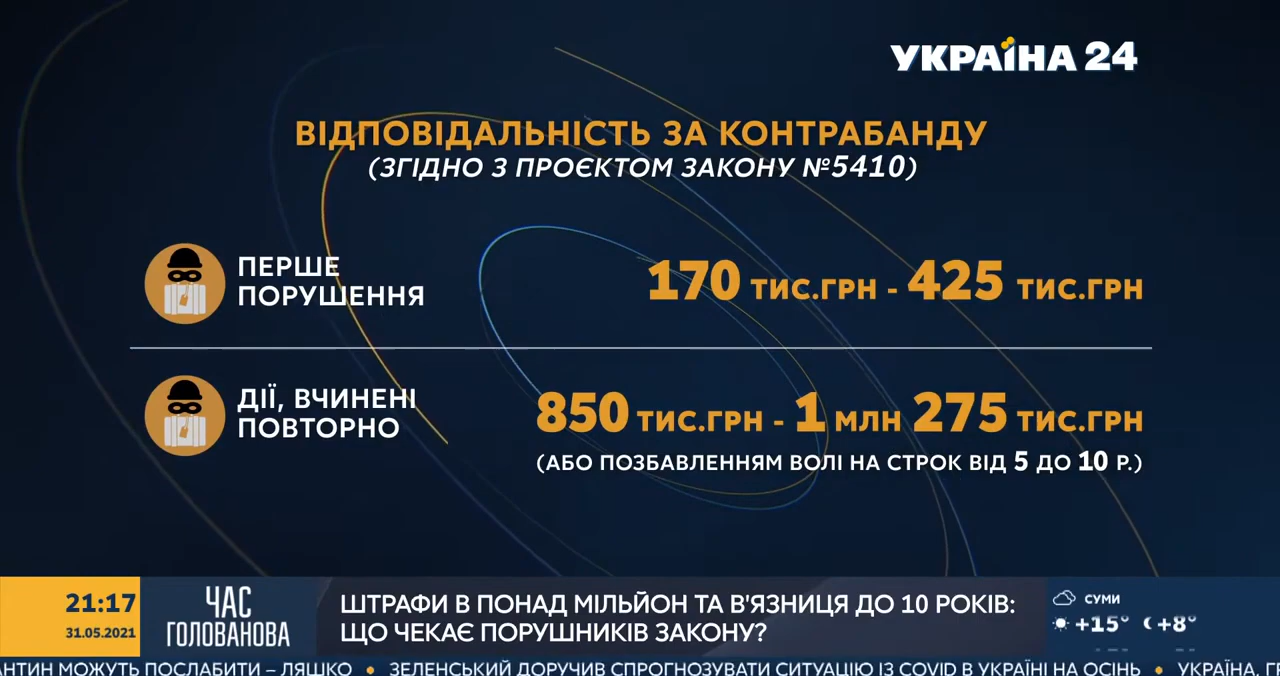 УКРАЇНА 24
ВІДПОВІДАЛЬНІСТЬ ЗА КОНТРАБАНДУ
(ЗГІДНО З ПРОЄКТОМ ЗАКОНУ №5410)
ПЕРШЕ
ПОРУШЕННЯ
170 ТИС.ГРН - 425 ТИС.ГРН
ДІЇ, ВЧИНЕНІ
ПОВТОРНО
850 ТИС.ГРН - 1 МЛН 275 ТИС.ГРН
(АБО ПОЗБАВЛЕННЯМ ВОЛІ НА СТРОК ВІД 5 ДО 10 Р.)
21:17
31.05.2021
ЧАС
ГОЛОВАНОВА
ШТРАФИ В ПОНАД МІЛЬЙОН ТА В'ЯЗНИЦЯ ДО 10 РОКІВ:
ЩО ЧЕКАЄ ПОРУШНИКІВ ЗАКОНУ?
СУМИ
+15° +8°
МОЖУТЬ ПОСЛАБИТИ – ЛЯШКО • ЗЕЛЕНСЬКИЙ ДОРУЧИВ СПРОГНОЗУВАТИ СИТУАЦІЮ ІЗ COVID В УКРАЇНІ НА ОСІНЬ • УКРАЇНА,